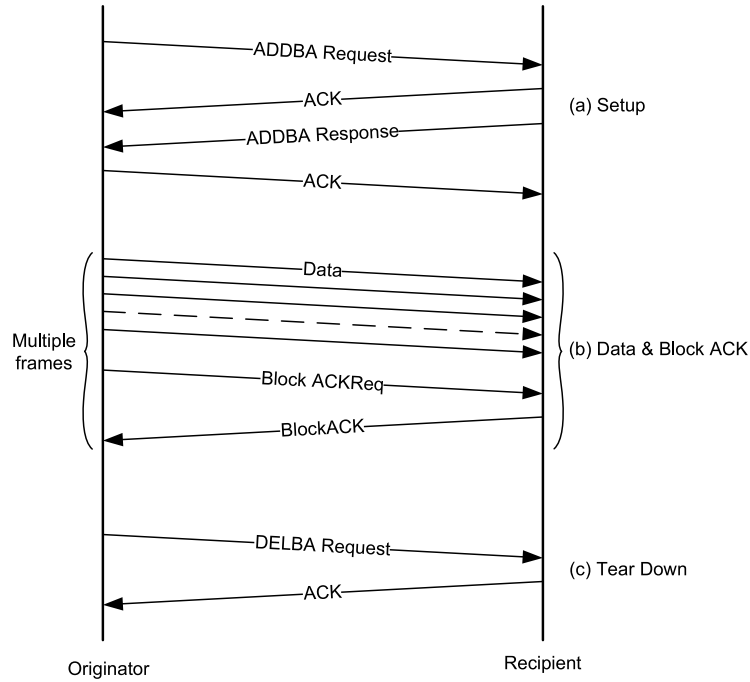 ADDBA Request
ACK
(a) Setup
ADDBA Response
ACK
Data
Multiple
frames
(b) Data & Block ACK
Block ACKReq
BlockACK
DELBA Request
(c) Tear Down
ACK
Originator
Recipient